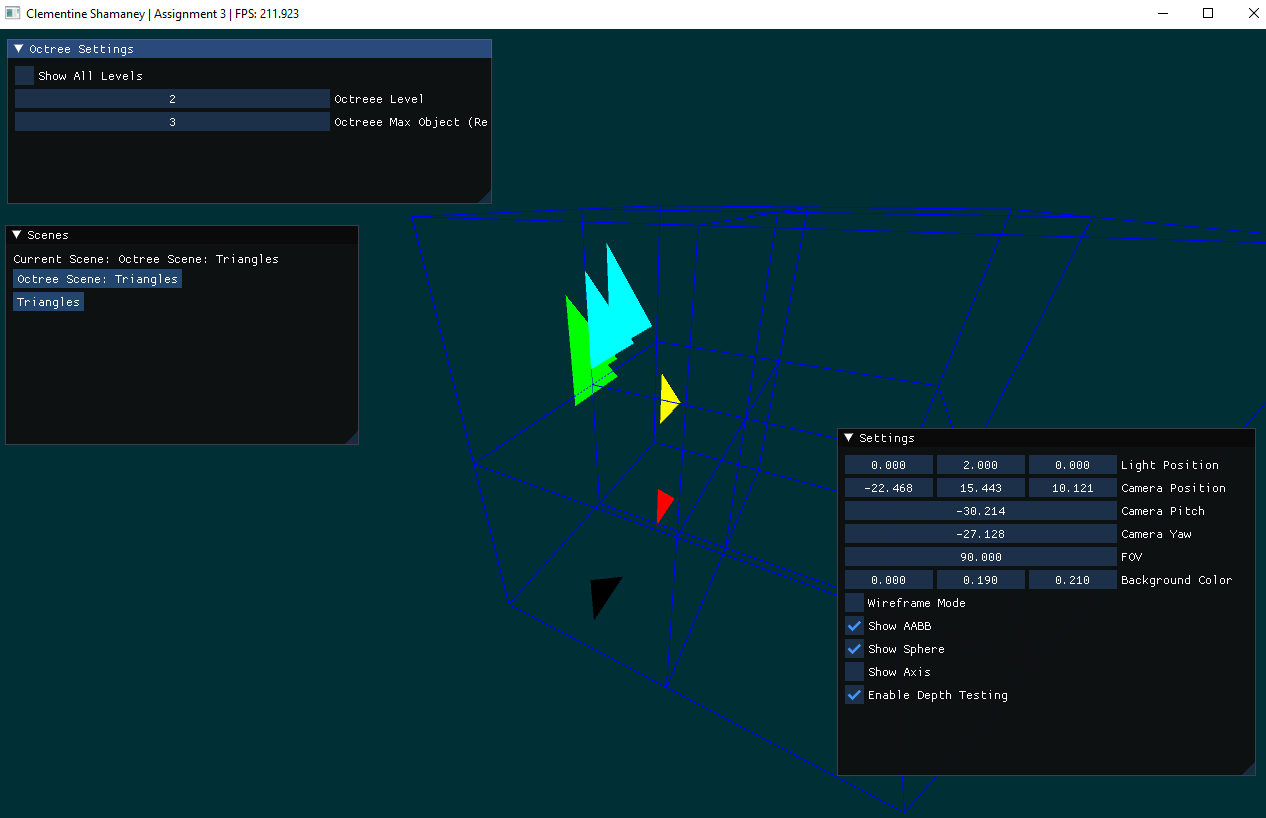 Clementine Shamaney | Assignment 3 | FPS: 211.923
Octree Settings
Show All Levels
2 Octreee Level
3 Octreee Max Object (Re
Scenes
Current Scene: Octree Scene: Triangles
Octree Scene: Triangles
Triangles
Settings
0.000 2.000 0.000 Light Position
-22.468 15.443 10.121 Camera Position
-30.214 Camera Pitch
-27.128 Camera Yaw
90.000 FOV
0.000 0.190 0.210 Background Color
Wireframe Mode
Show AABB
Show Sphere
Show Axis
Enable Depth Testing